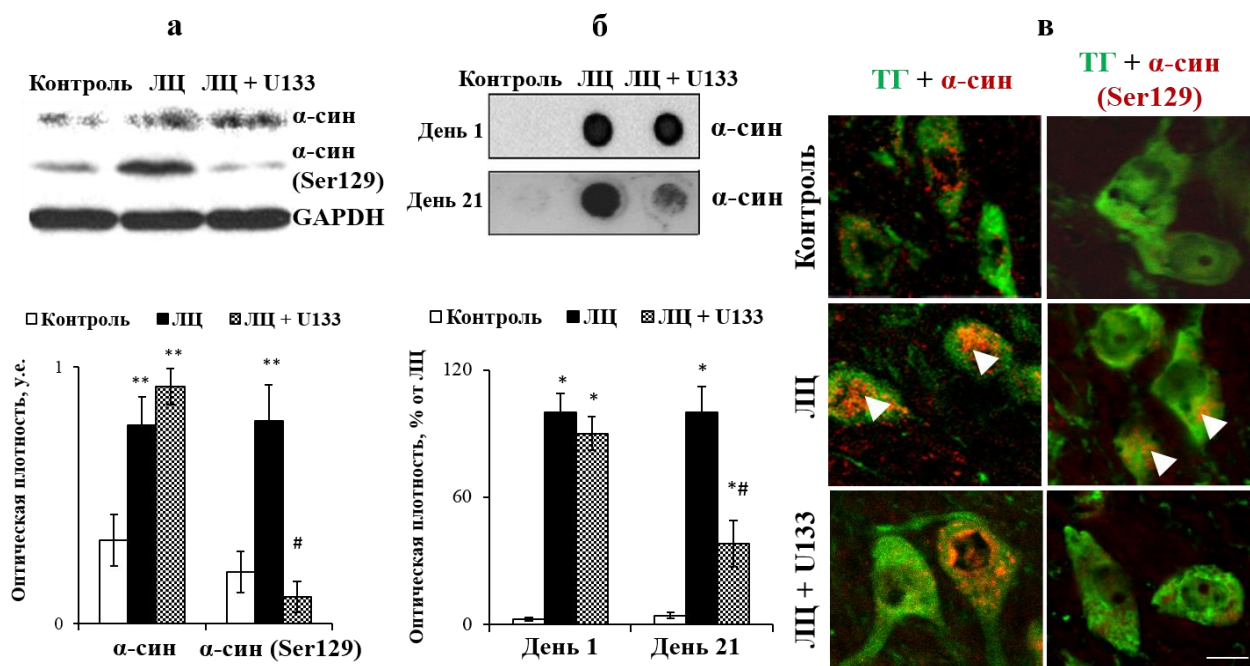 а
Контроль ЛЦ ЛЦ + U133
α-син
α-син
(Ser129)
GAPDH
Контроль ЛЦ ЛЦ + U133
Оптическая плотность, у.е.
1
0
** **
**
#
α-син α-син (Ser129)
б
Контроль ЛЦ ЛЦ + U133
День 1 α-син
День 21 α-син
Контроль ЛЦ ЛЦ + U133
Оптическая плотность, % от ЛЦ
120
60
0
* *
*
*#
День 1 День 21
в
ТГ + α-син
ТГ + α-син
(Ser129)
Контроль
ЛЦ
ЛЦ + U133